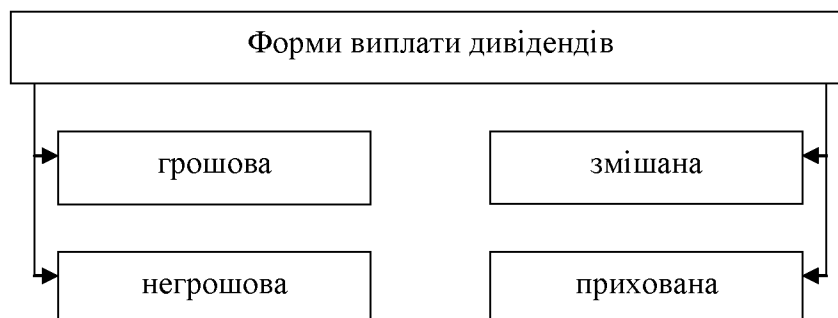 Форми виплати дивідендів
грошова
змішана
негрошова
прихована